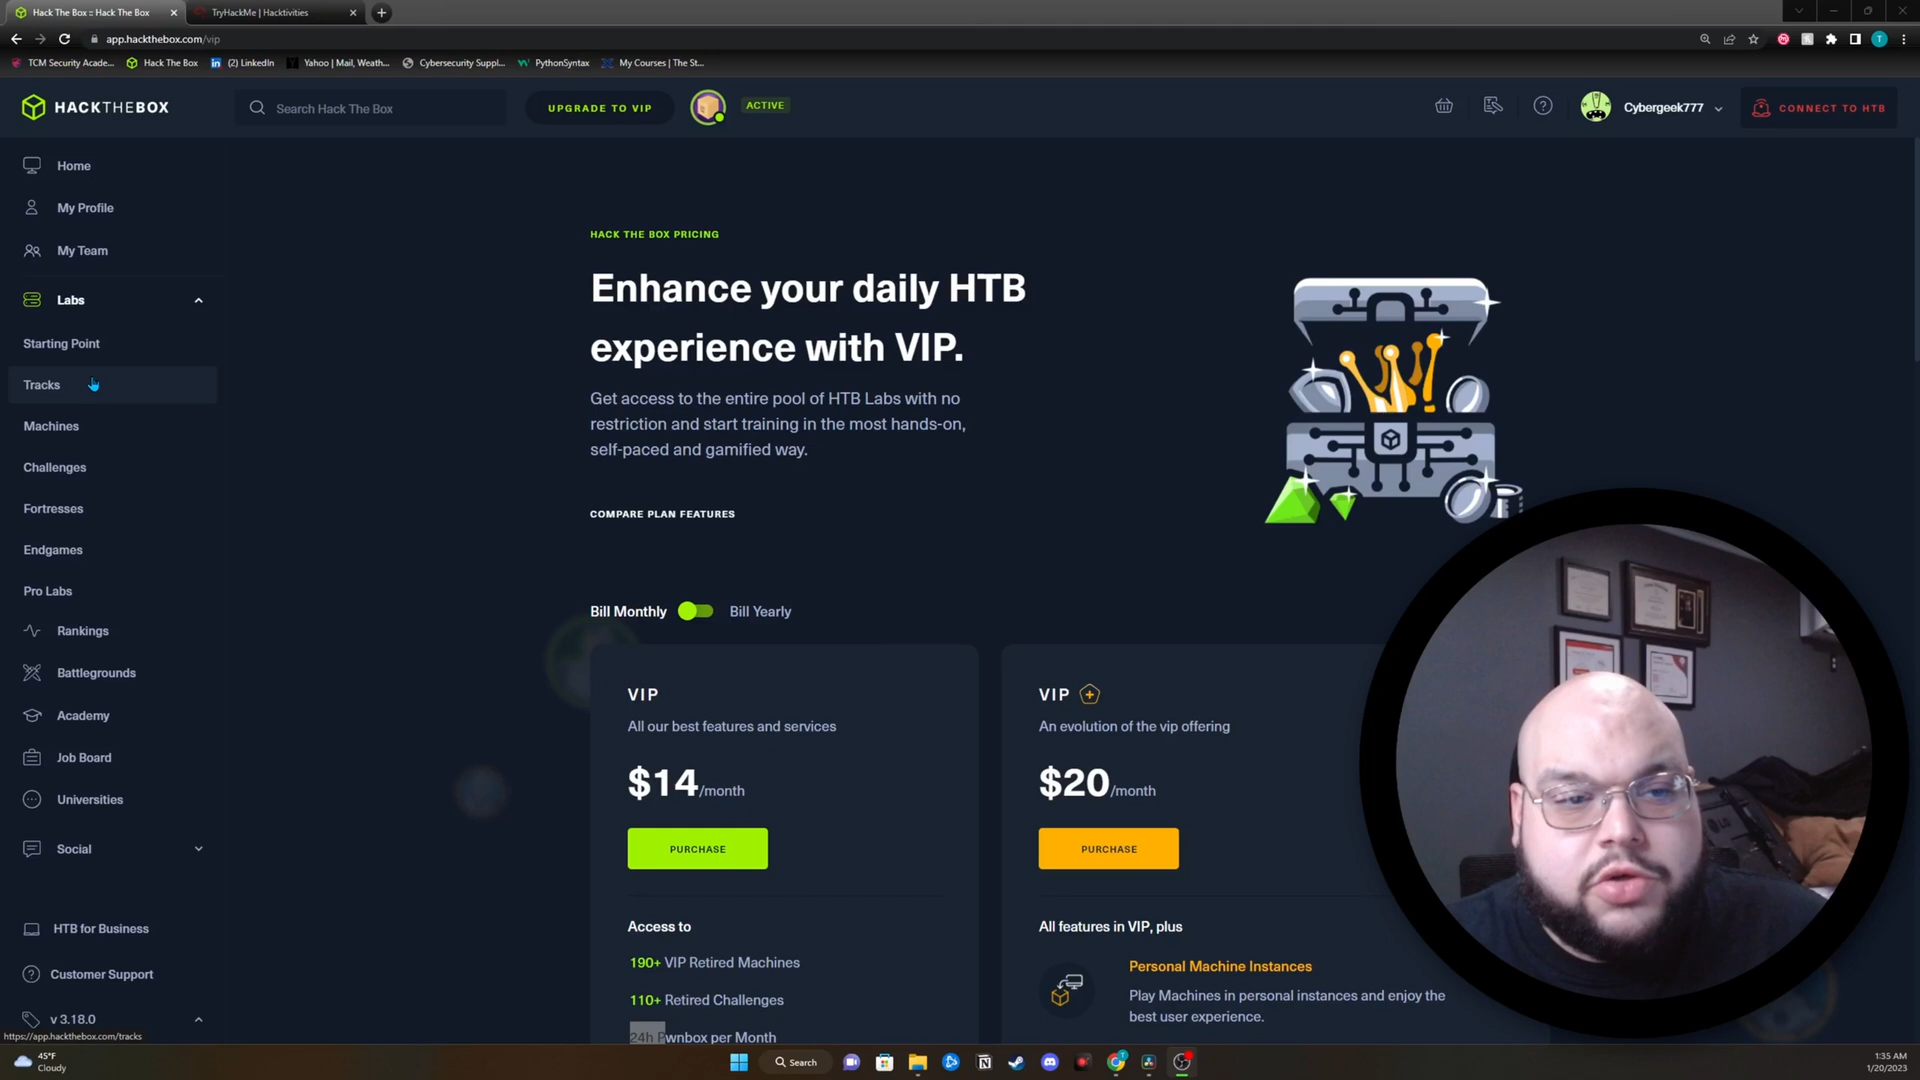 Hack The Box :: Hack The Box
TryHackMe | Hacktivities
app.hackthebox.com/vip
TCM Security Acade...
Hack The Box
(2) LinkedIn
Yahoo | Mail, Weath...
Cybersecurity Suppl...
PythonSyntax
My Courses | The St...
HACKTHEBOX
Search Hack The Box
UPGRADE TO VIP
ACTIVE
Cybergeek777
CONNECT TO HTB
Home
My Profile
My Team
Labs
Starting Point
Tracks
Machines
Challenges
Fortresses
Endgames
Pro Labs
Rankings
Battlegrounds
Academy
Job Board
Universities
Social
HTB for Business
Customer Support
v 3.18.0
https://app.hackthebox.com/tracks
HACK THE BOX PRICING
Enhance your daily HTB
experience with VIP.
Get access to the entire pool of HTB Labs with no
restriction and start training in the most hands-on,
self-paced and gamified way.
COMPARE PLAN FEATURES
Bill Monthly
Bill Yearly
VIP
All our best features and services
$14/month
PURCHASE
Access to
190+ VIP Retired Machines
110+ Retired Challenges
24h Pwnbox per Month
VIP +
An evolution of the vip offering
$20/month
PURCHASE
All features in VIP, plus
Personal Machine Instances
Play Machines in personal instances and enjoy the
best user experience.
LG
45°F
Cloudy
Search
1:35 AM
1/20/2023